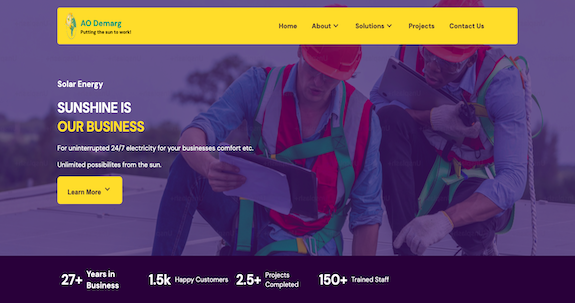 AO Demarg
Putting the sun to work!
Home About Solutions Projects Contact Us
Solar Energy
SUNSHINE IS
OUR BUSINESS
For uninterrupted 24/7 electricity for your businesses comfort etc.
Unlimited possibilites from the sun.
Learn More
27+ Years in Business
1.5k Happy Customers
2.5+ Projects Completed
150+ Trained Staff